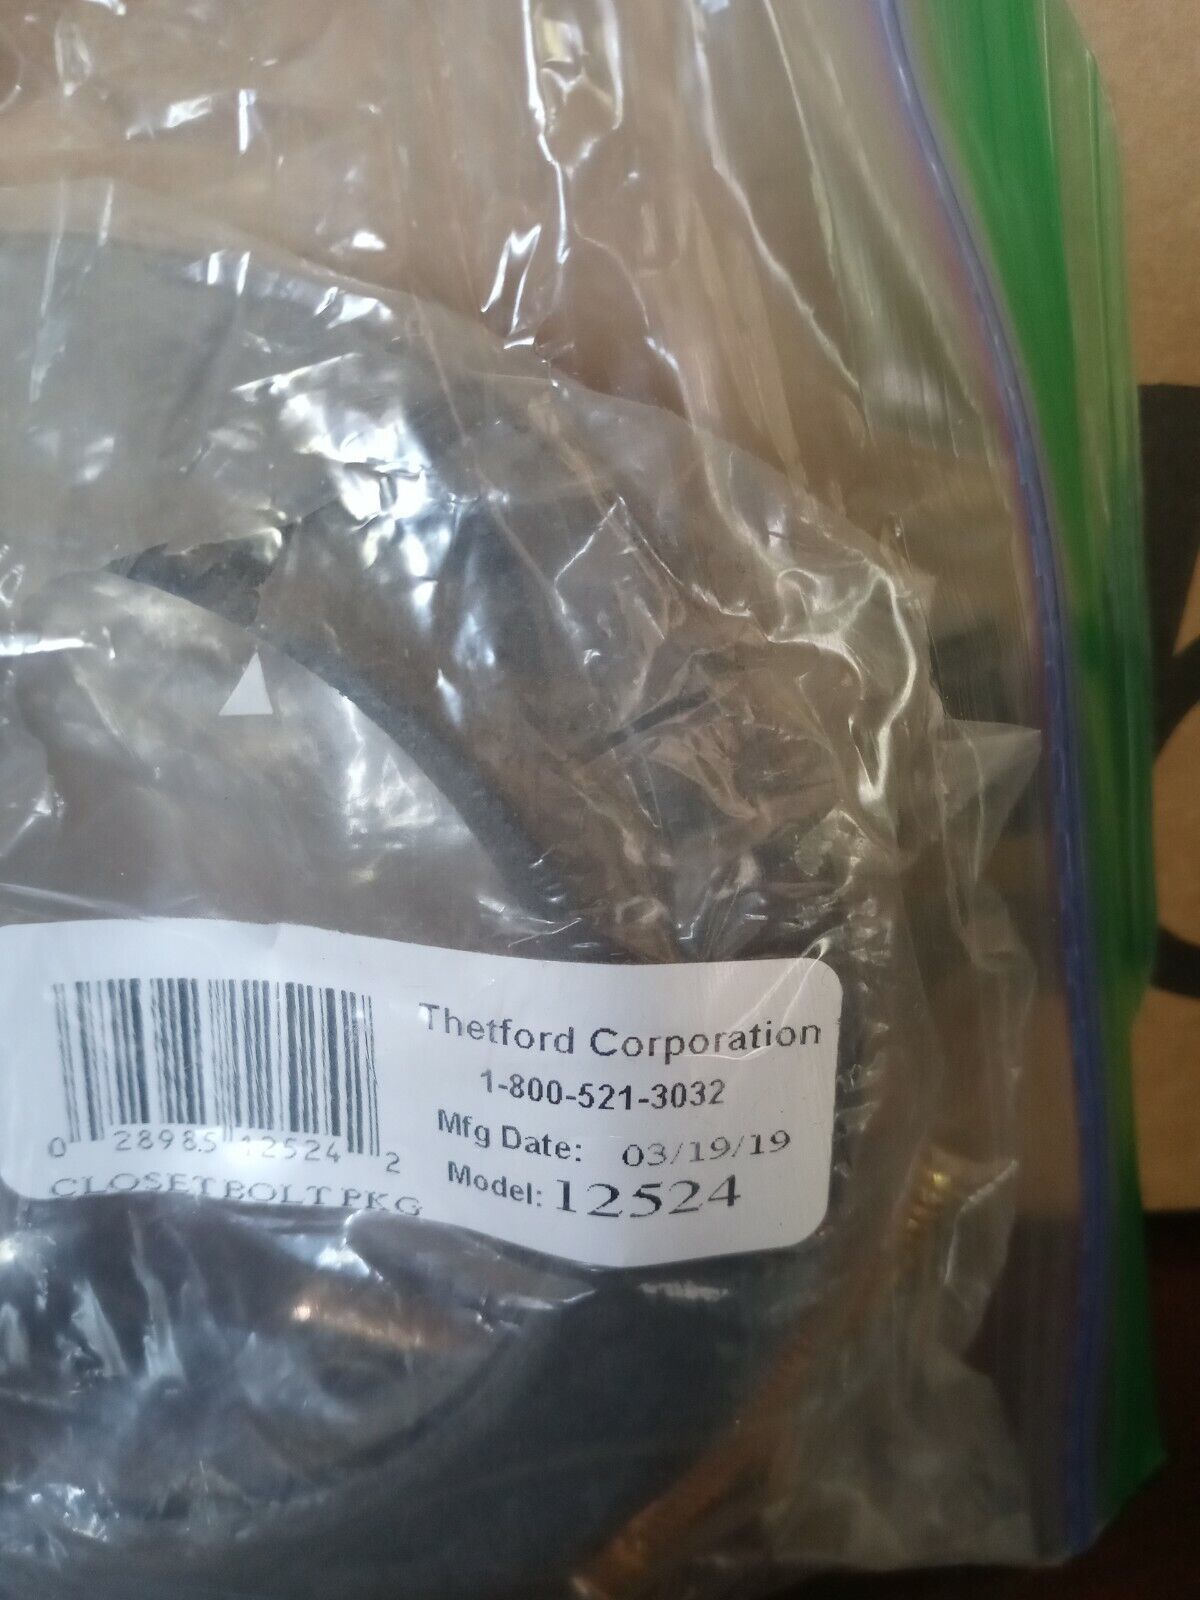 Thetford Corporation
1-800-521-3032
Mfg Date: 03/19/19
Model: 12524
0 28985 12524 2
CLOSET BOLT PKG